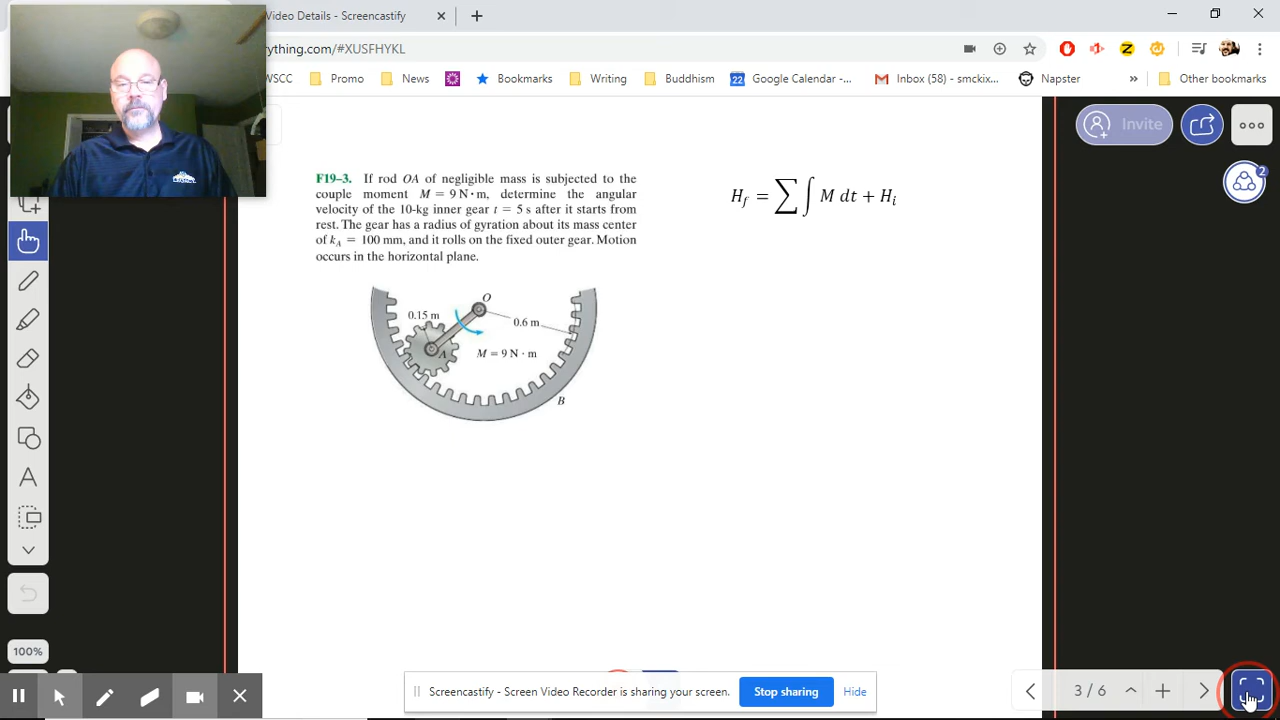 Video Details - Screencastify
ything.com/#XUSFHYKL
WSCC
Promo
News
Bookmarks
Writing
Buddhism
Google Calendar -...
Inbox (58) - smckix...
Napster
Other bookmarks
Invite
2
F19–3. If rod OA of negligible mass is subjected to the
couple moment M = 9 N · m, determine the angular
velocity of the 10-kg inner gear t = 5 s after it starts from
rest. The gear has a radius of gyration about its mass center
of kA = 100 mm, and it rolls on the fixed outer gear. Motion
occurs in the horizontal plane.
Hf = ∑ ∫ M dt + Hi
O
0.15 m
0.6 m
A
M = 9 N · m
B
100%
Screencastify - Screen Video Recorder is sharing your screen.
Stop sharing
Hide
3 / 6